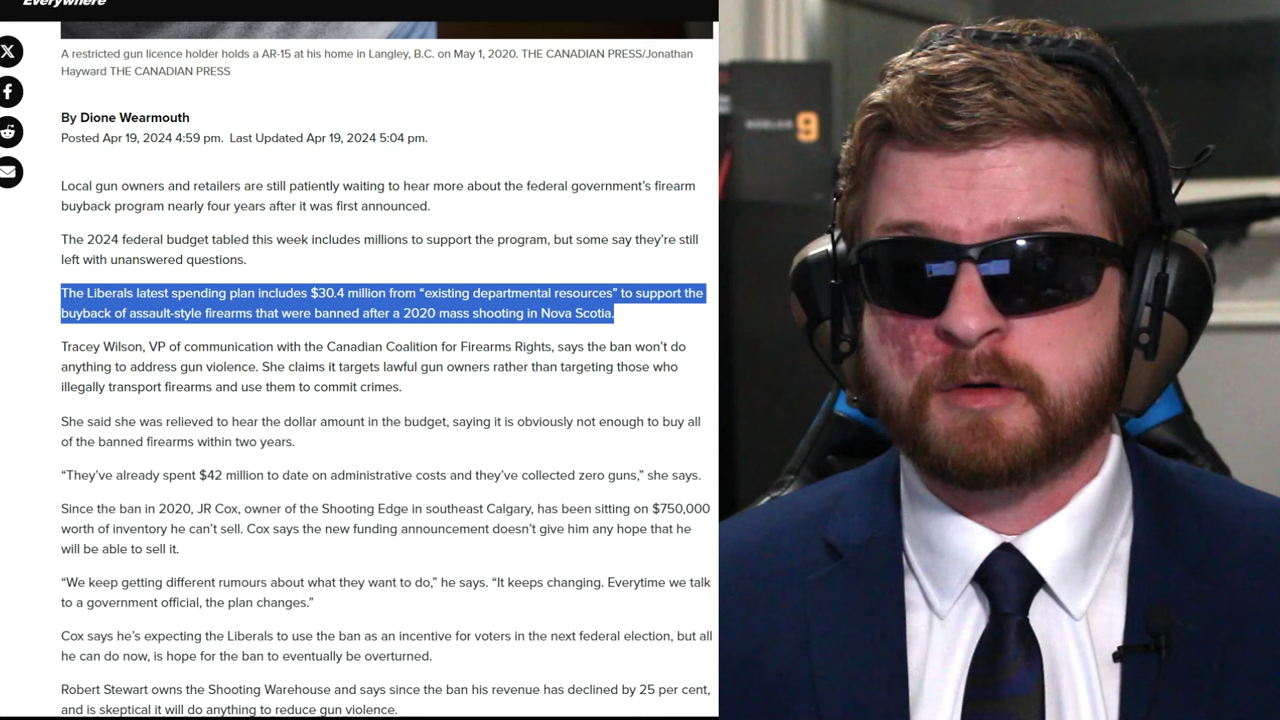 Everywhere
A restricted gun licence holder holds a AR-15 at his home in Langley, B.C. on May 1, 2020. THE CANADIAN PRESS/Jonathan
Hayward THE CANADIAN PRESS
By Dione Wearmouth
Posted Apr 19, 2024 4:59 pm. Last Updated Apr 19, 2024 5:04 pm.
Local gun owners and retailers are still patiently waiting to hear more about the federal government’s firearm
buyback program nearly four years after it was first announced.
The 2024 federal budget tabled this week includes millions to support the program, but some say they’re still
left with unanswered questions.
The Liberals latest spending plan includes $30.4 million from “existing departmental resources” to support the
buyback of assault-style firearms that were banned after a 2020 mass shooting in Nova Scotia.
Tracey Wilson, VP of communication with the Canadian Coalition for Firearms Rights, says the ban won’t do
anything to address gun violence. She claims it targets lawful gun owners rather than targeting those who
illegally transport firearms and use them to commit crimes.
She said she was relieved to hear the dollar amount in the budget, saying it is obviously not enough to buy all
of the banned firearms within two years.
“They’ve already spent $42 million to date on administrative costs and they’ve collected zero guns,” she says.
Since the ban in 2020, JR Cox, owner of the Shooting Edge in southeast Calgary, has been sitting on $750,000
worth of inventory he can’t sell. Cox says the new funding announcement doesn’t give him any hope that he
will be able to sell it.
“We keep getting different rumours about what they want to do,” he says. “It keeps changing. Everytime we talk
to a government official, the plan changes.”
Cox says he’s expecting the Liberals to use the ban as an incentive for voters in the next federal election, but all
he can do now, is hope for the ban to eventually be overturned.
Robert Stewart owns the Shooting Warehouse and says since the ban his revenue has declined by 25 per cent,
and is skeptical it will do anything to reduce gun violence.
9